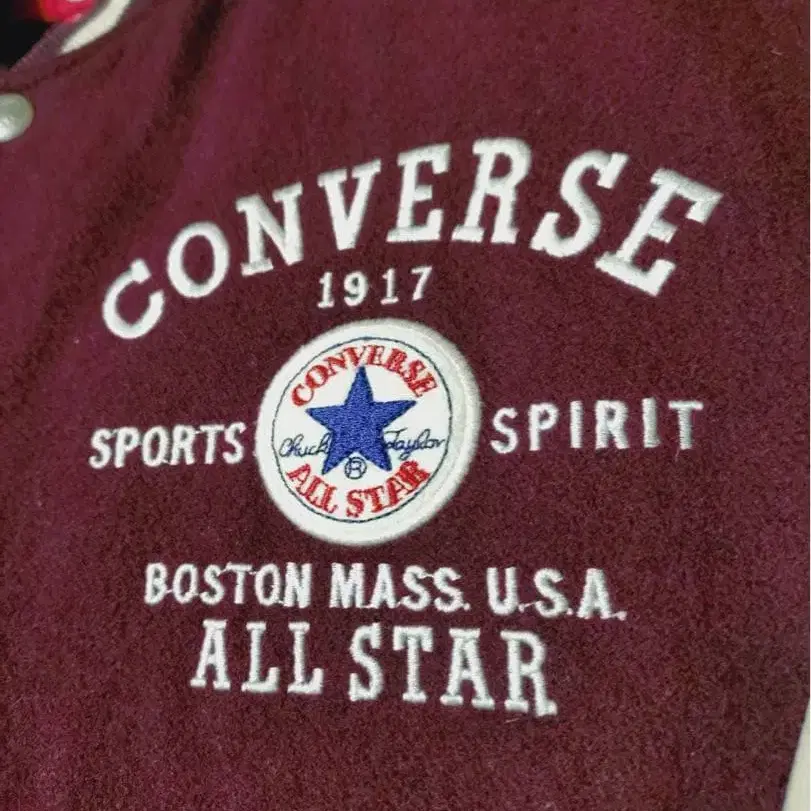 CONVERSE
1917
CONVERSE
SPORTS Chuck Taylor SPIRIT
®
ALL STAR
BOSTON MASS. U.S.A.
ALL STAR